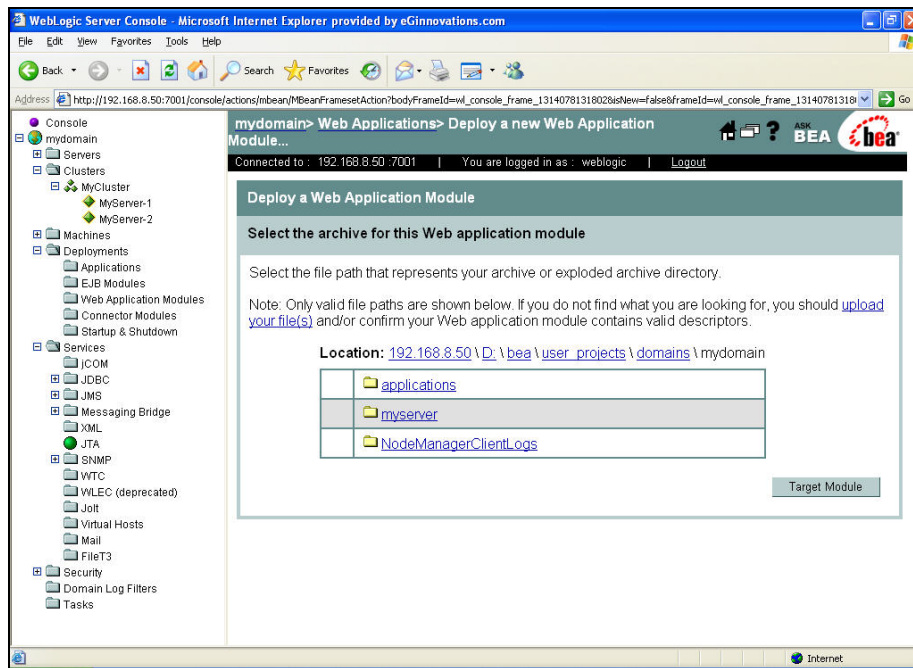 WebLogic Server Console - Microsoft Internet Explorer provided by eGinnovations.com
File Edit View Favorites Tools Help
Back Search Favorites
Address http://192.168.8.50:7001/console/actions/mbean/MBeanFramesetAction?bodyFrameId=wl_console_frame_1314078131802&isNew=false&frameId=wl_console_frame_131407813180 Go
Console
mydomain
Servers
Clusters
MyCluster
MyServer-1
MyServer-2
Machines
Deployments
Applications
EJB Modules
Web Application Modules
Connector Modules
Startup & Shutdown
Services
jCOM
JDBC
JMS
Messaging Bridge
XML
JTA
SNMP
WTC
WLEC (deprecated)
Jolt
Virtual Hosts
Mail
FileT3
Security
Domain Log Filters
Tasks
mydomain> Web Applications> Deploy a new Web Application
Module...
? ASK BEA bea
Connected to : 192.168.8.50 :7001 | You are logged in as : weblogic | Logout
Deploy a Web Application Module
Select the archive for this Web application module
Select the file path that represents your archive or exploded archive directory.
Note: Only valid file paths are shown below. If you do not find what you are looking for, you should upload
your file(s) and/or confirm your Web application module contains valid descriptors.
Location: 192.168.8.50 \ D: \ bea \ user_projects \ domains \ mydomain
applications
myserver
NodeManagerClientLogs
Target Module
Internet